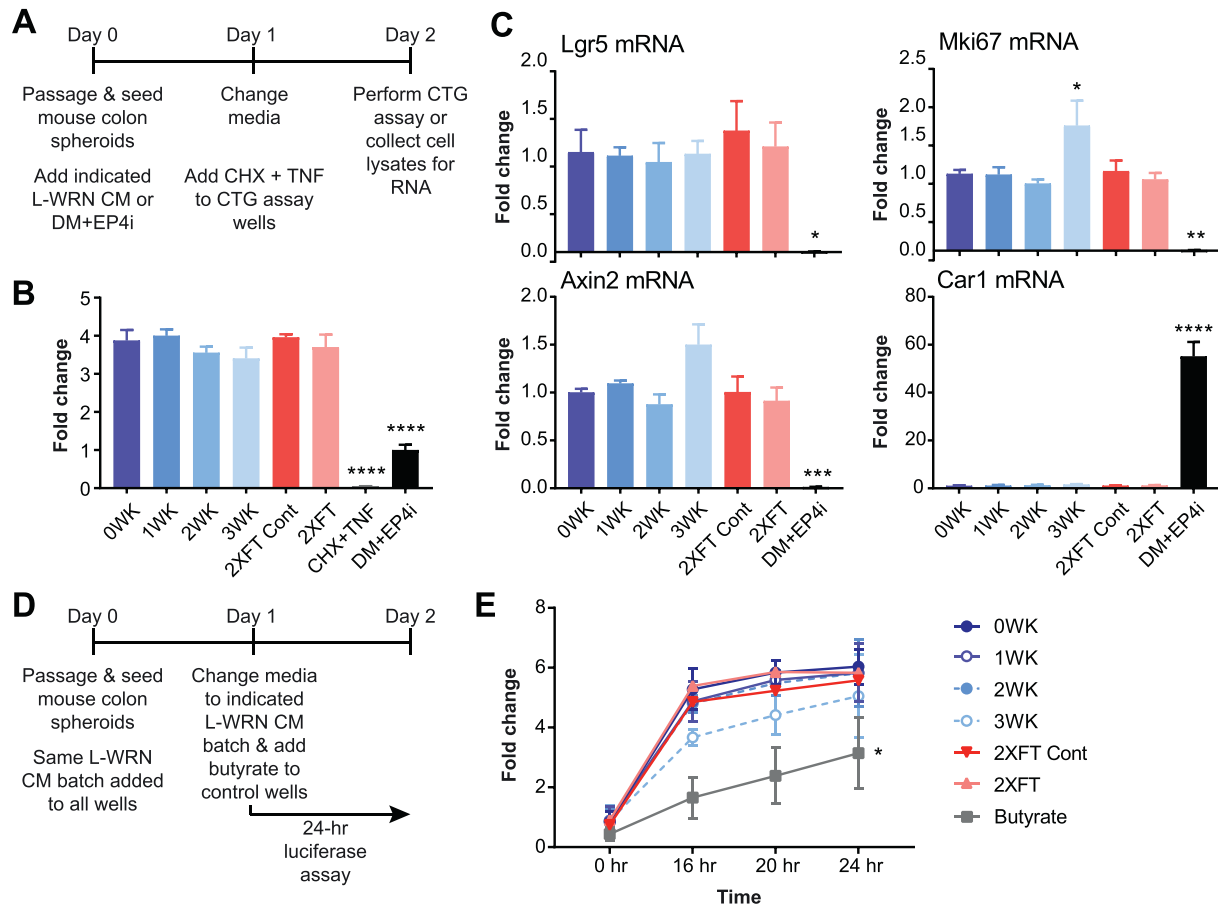 A
Day 0
Day 1
Day 2
Passage & seed
mouse colon
spheroids
Add indicated
L-WRN CM or
DM+EP4i
Change
media
Add CHX + TNF
to CTG assay
wells
Perform CTG
assay or
collect cell
lysates for
RNA
B
Fold change
5
4
3
2
1
0
**** ****
0WK
1WK
2WK
3WK
2XFT Cont
2XFT
CHX+TNF
DM+EP4i
C
Lgr5 mRNA
Fold change
2.0
1.5
1.0
0.5
0.0
*
Mki67 mRNA
Fold change
2.5
2.0
1.5
1.0
0.5
0.0
*
**
Axin2 mRNA
Fold change
2.0
1.5
1.0
0.5
0.0
***
0WK
1WK
2WK
3WK
2XFT Cont
2XFT
DM+EP4i
Car1 mRNA
Fold change
80
60
40
20
0
****
0WK
1WK
2WK
3WK
2XFT Cont
2XFT
DM+EP4i
D
Day 0
Day 1
Day 2
Passage & seed
mouse colon
spheroids
Same L-WRN
CM batch added
to all wells
Change media
to indicated
L-WRN CM
batch & add
butyrate to
control wells
24-hr
luciferase
assay
E
Fold change
8
6
4
2
0
*
0 hr
16 hr
20 hr
24 hr
Time
0WK
1WK
2WK
3WK
2XFT Cont
2XFT
Butyrate